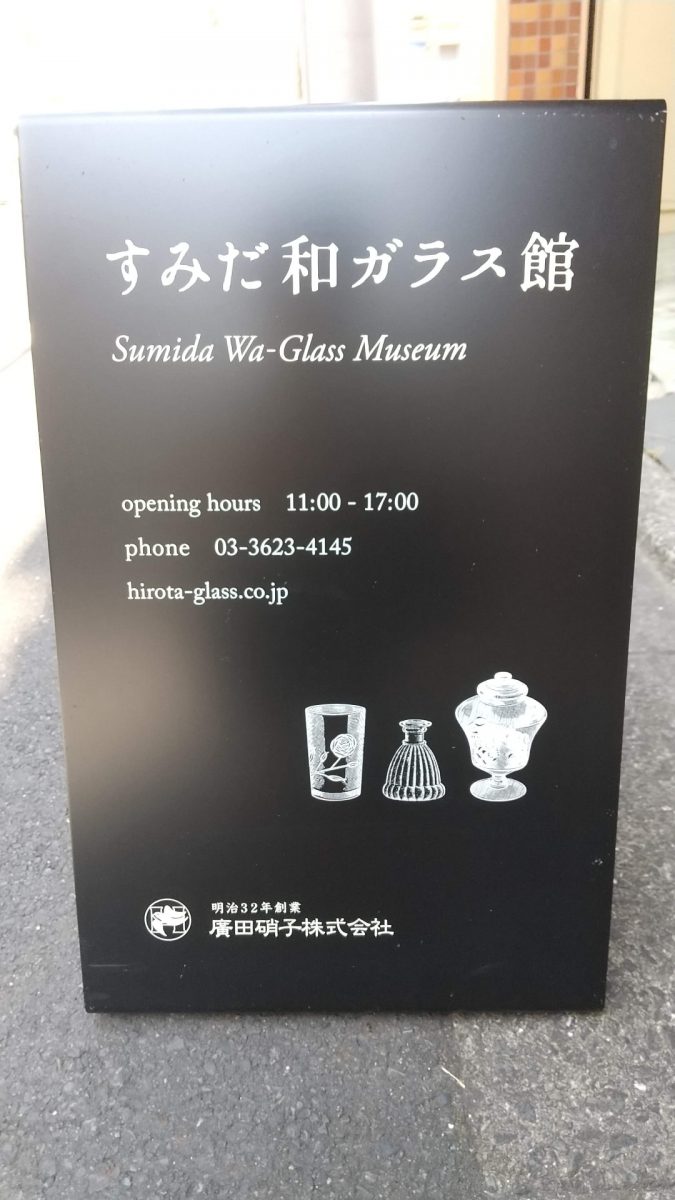 すみだ 和ガラス館
Sumida Wa-Glass Museum
opening hours 11:00 - 17:00
phone 03-3623-4145
hirota-glass.co.jp
明治32年創業
廣田硝子株式会社